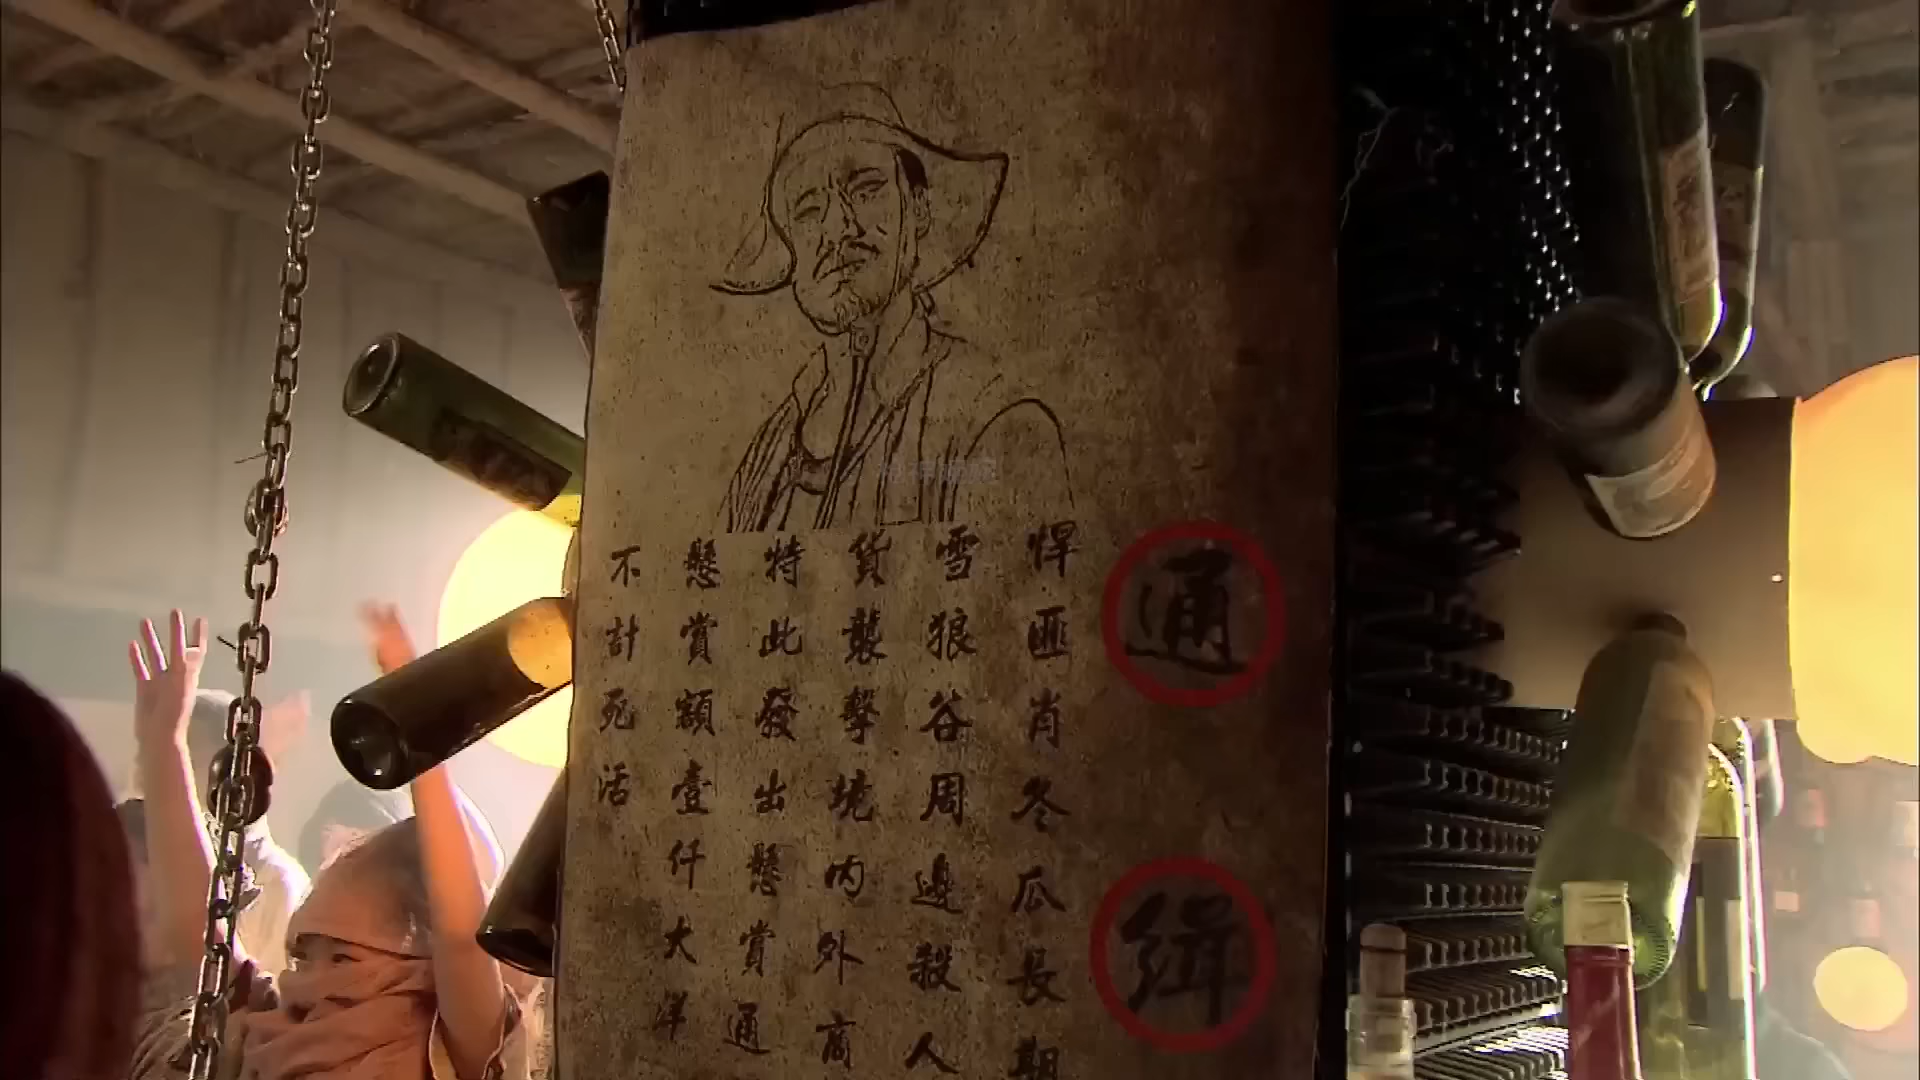 通緝
悍匪肖冬瓜長期
雪狼谷周邊殺人
貨襲擊境内外商
特此發出懸賞通
懸賞額壹仟大洋
不計死活